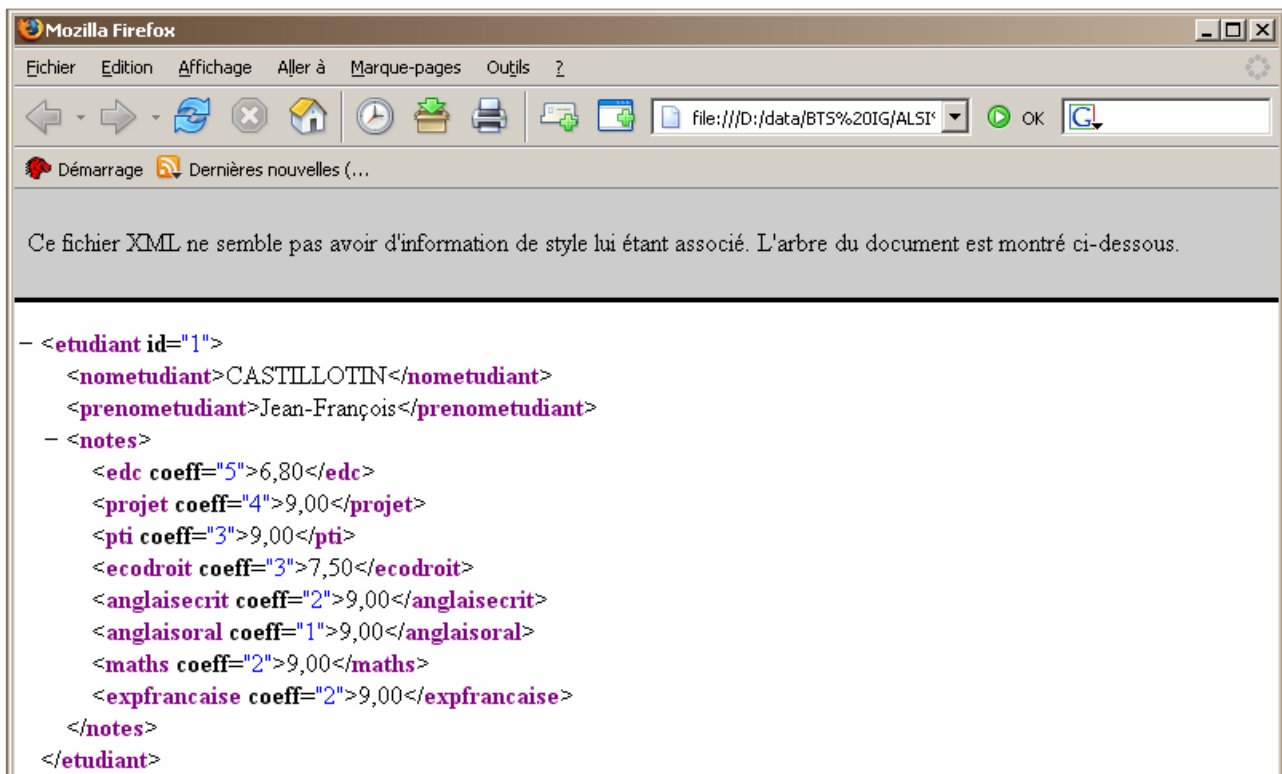 Mozilla Firefox
Fichier Edition Affichage Aller à Marque-pages Outils ?
file:///D:/data/BTS%20IG/ALSI% OK G
Démarrage Dernières nouvelles (...
Ce fichier XML ne semble pas avoir d'information de style lui étant associé. L'arbre du document est montré ci-dessous.
− <etudiant id="1">
<nometudiant>CASTILLOTIN</nometudiant>
<prenometudiant>Jean-François</prenometudiant>
− <notes>
<edc coeff="5">6,80</edc>
<projet coeff="4">9,00</projet>
<pti coeff="3">9,00</pti>
<ecodroit coeff="3">7,50</ecodroit>
<anglaisecrit coeff="2">9,00</anglaisecrit>
<anglaisoral coeff="1">9,00</anglaisoral>
<maths coeff="2">9,00</maths>
<expfrancaise coeff="2">9,00</expfrancaise>
</notes>
</etudiant>